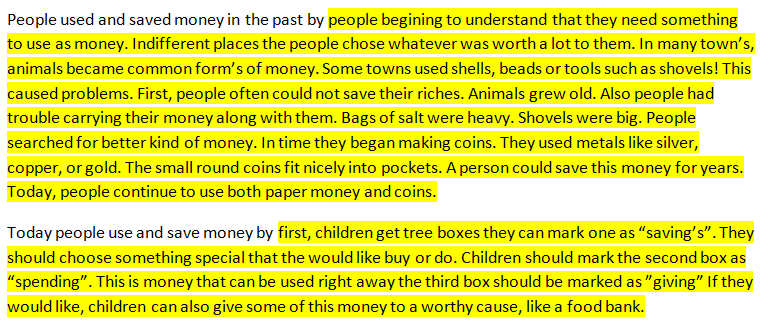 People used and saved money in the past by people begining to understand that they need something
to use as money. Indifferent places the people chose whatever was worth a lot to them. In many town's,
animals became common form's of money. Some towns used shells, beads or tools such as shovels! This
caused problems. First, people often could not save their riches. Animals grew old. Also people had
trouble carrying their money along with them. Bags of salt were heavy. Shovels were big. People
searched for better kind of money. In time they began making coins. They used metals like silver,
copper, or gold. The small round coins fit nicely into pockets. A person could save this money for years.
Today, people continue to use both paper money and coins.
Today people use and save money by first, children get tree boxes they can mark one as “saving’s”. They
should choose something special that the would like buy or do. Children should mark the second box as
“spending”. This is money that can be used right away the third box should be marked as ”giving” If they
would like, children can also give some of this money to a worthy cause, like a food bank.